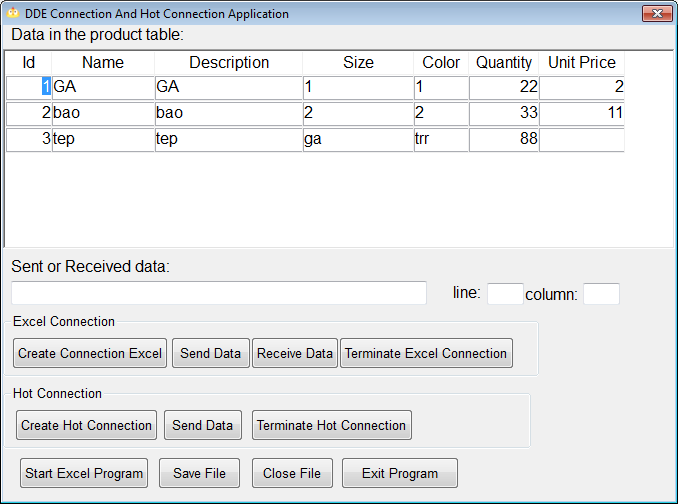 DDE Connection And Hot Connection Application
Data in the product table:
Id Name Description Size Color Quantity Unit Price
1 GA GA 1 1 22 2
2 bao bao 2 2 33 11
3 tep tep ga trr 88
Sent or Received data:
line: column:
Excel Connection
Create Connection Excel Send Data Receive Data Terminate Excel Connection
Hot Connection
Create Hot Connection Send Data Terminate Hot Connection
Start Excel Program Save File Close File Exit Program